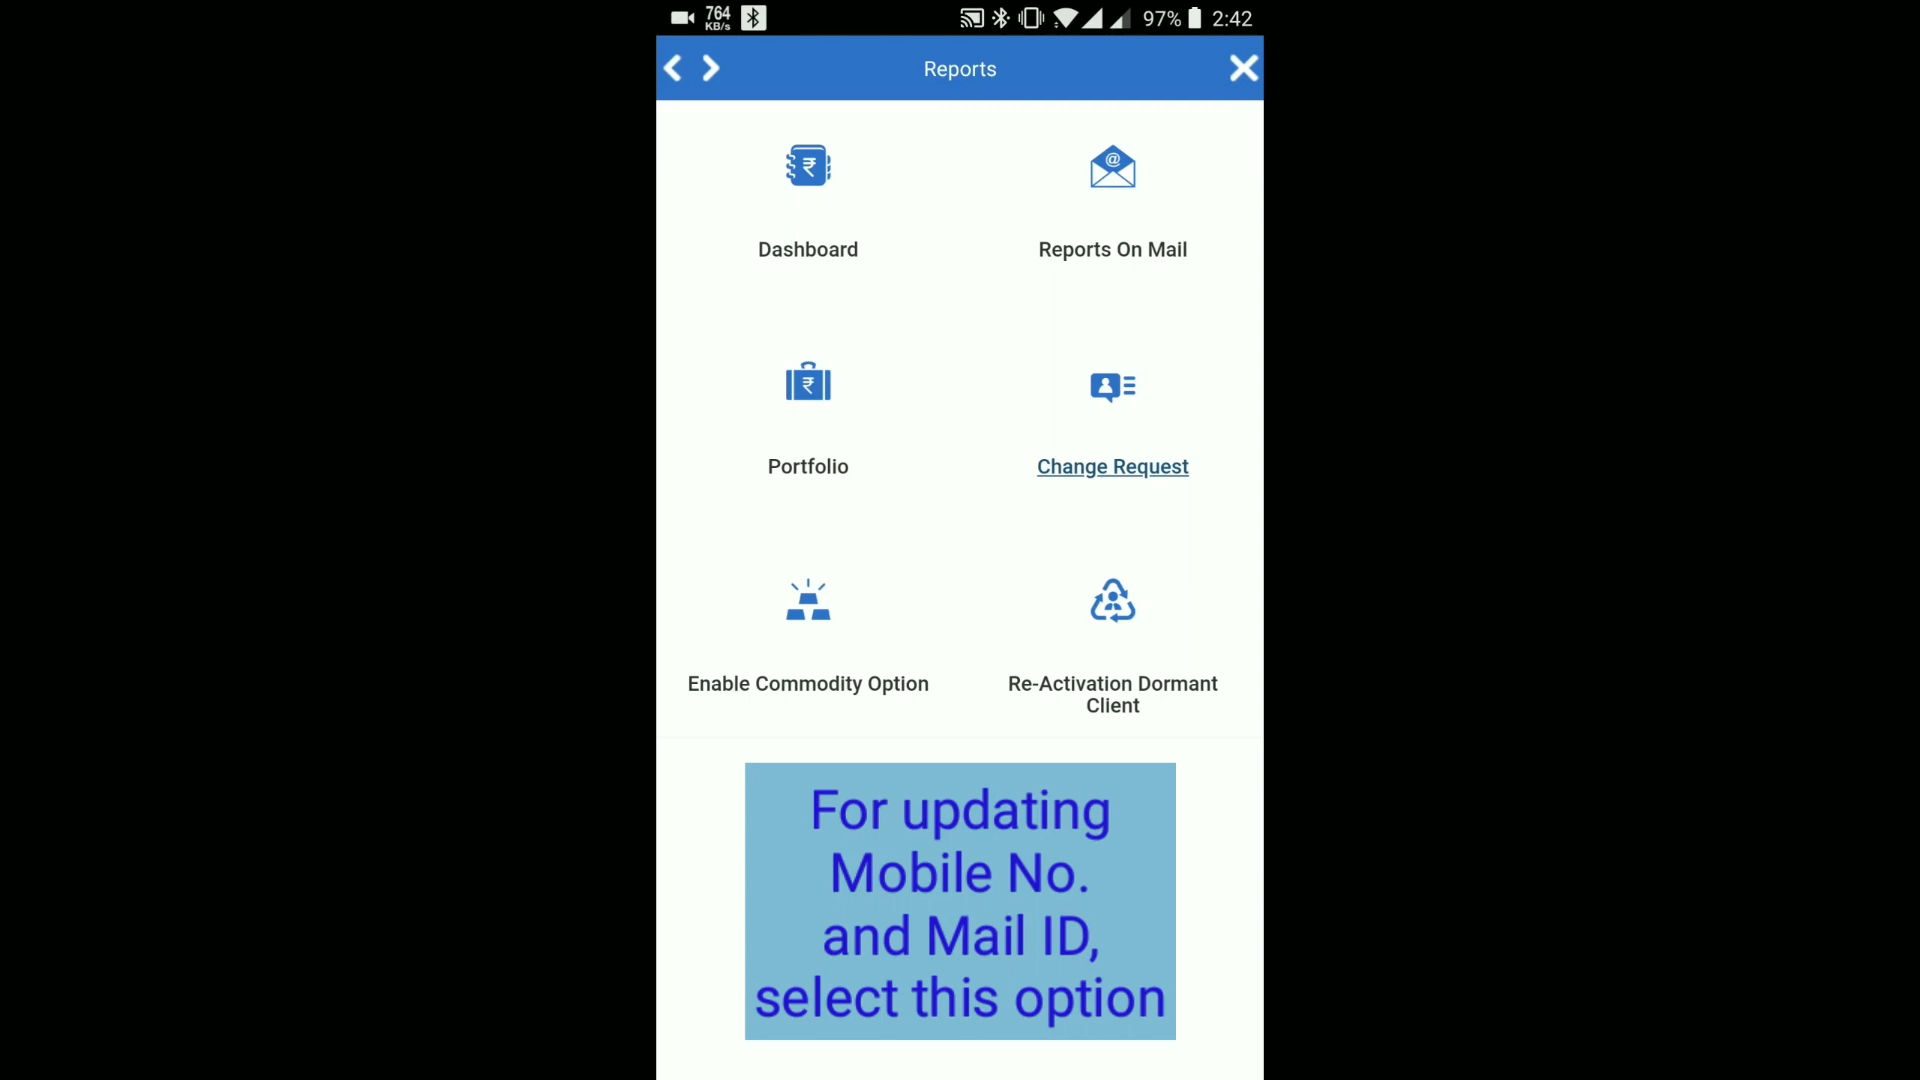 764
KB/s
97% 2:42
Reports
Dashboard
Reports On Mail
Portfolio
Change Request
Enable Commodity Option
Re-Activation Dormant
Client
For updating
Mobile No.
and Mail ID,
select this option